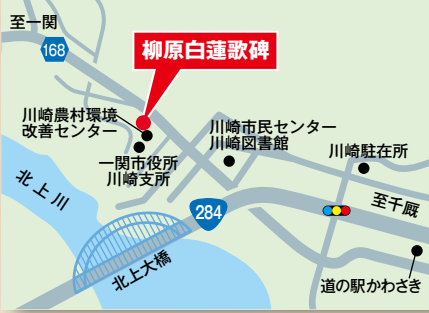 至一関
168
柳原白蓮歌碑
川崎農村環境
改善センター
一関市役所
川崎支所
川崎市民センター
川崎図書館
川崎駐在所
北上川
284
至千厩
北上大橋
道の駅かわさき